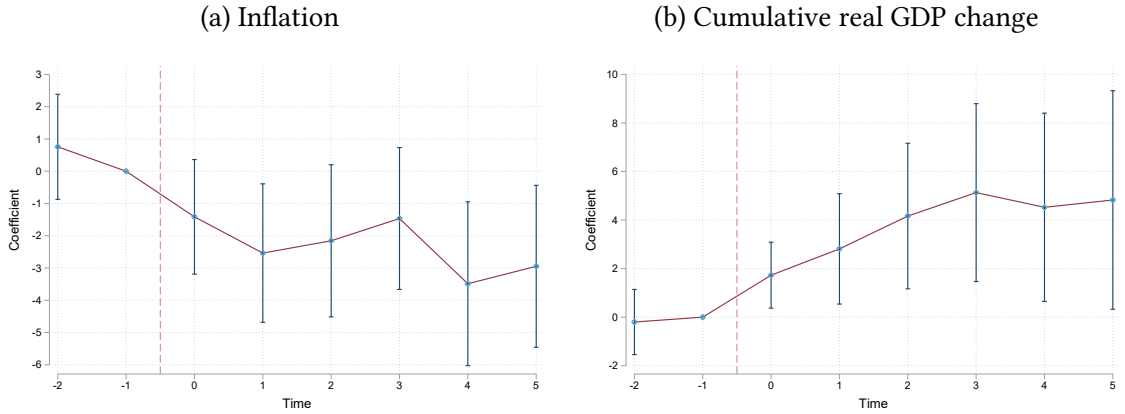 (a) Inflation
3
2
1
0
-1
-2
-3
-4
-5
-6
Coefficient
-2 -1 0 1 2 3 4 5
Time
(b) Cumulative real GDP change
10
8
6
4
2
0
-2
Coefficient
-2 -1 0 1 2 3 4 5
Time